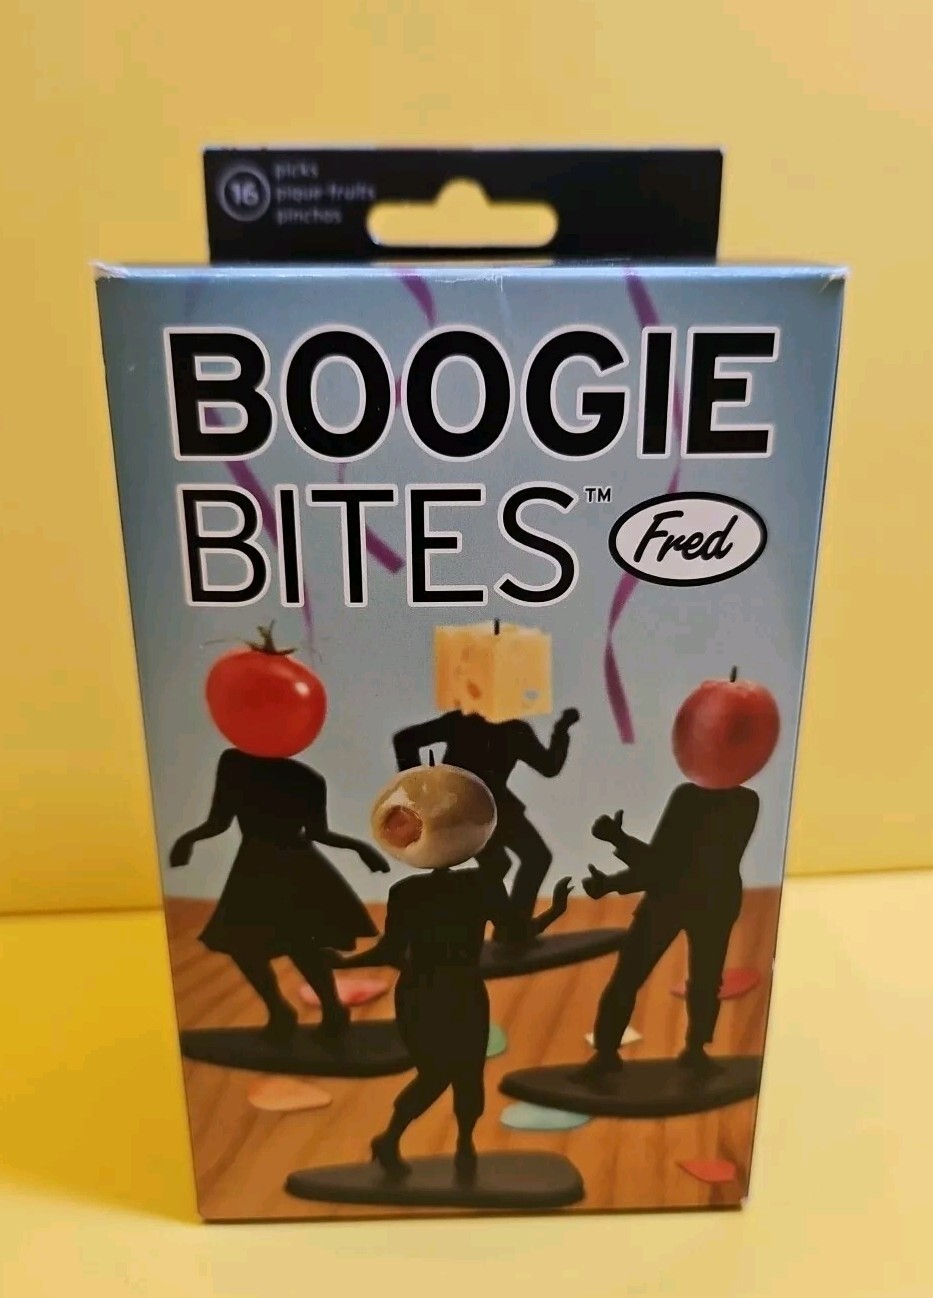 16
picks
pique-fruits
pinchos
BOOGIE
BITES™
Fred